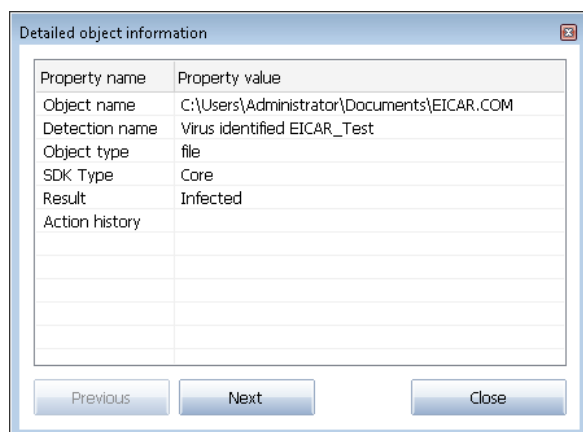 Detailed object information
Property name Property value
Object name C:\Users\Administrator\Documents\EICAR.COM
Detection name Virus identified EICAR_Test
Object type file
SDK Type Core
Result Infected
Action history
Previous Next Close